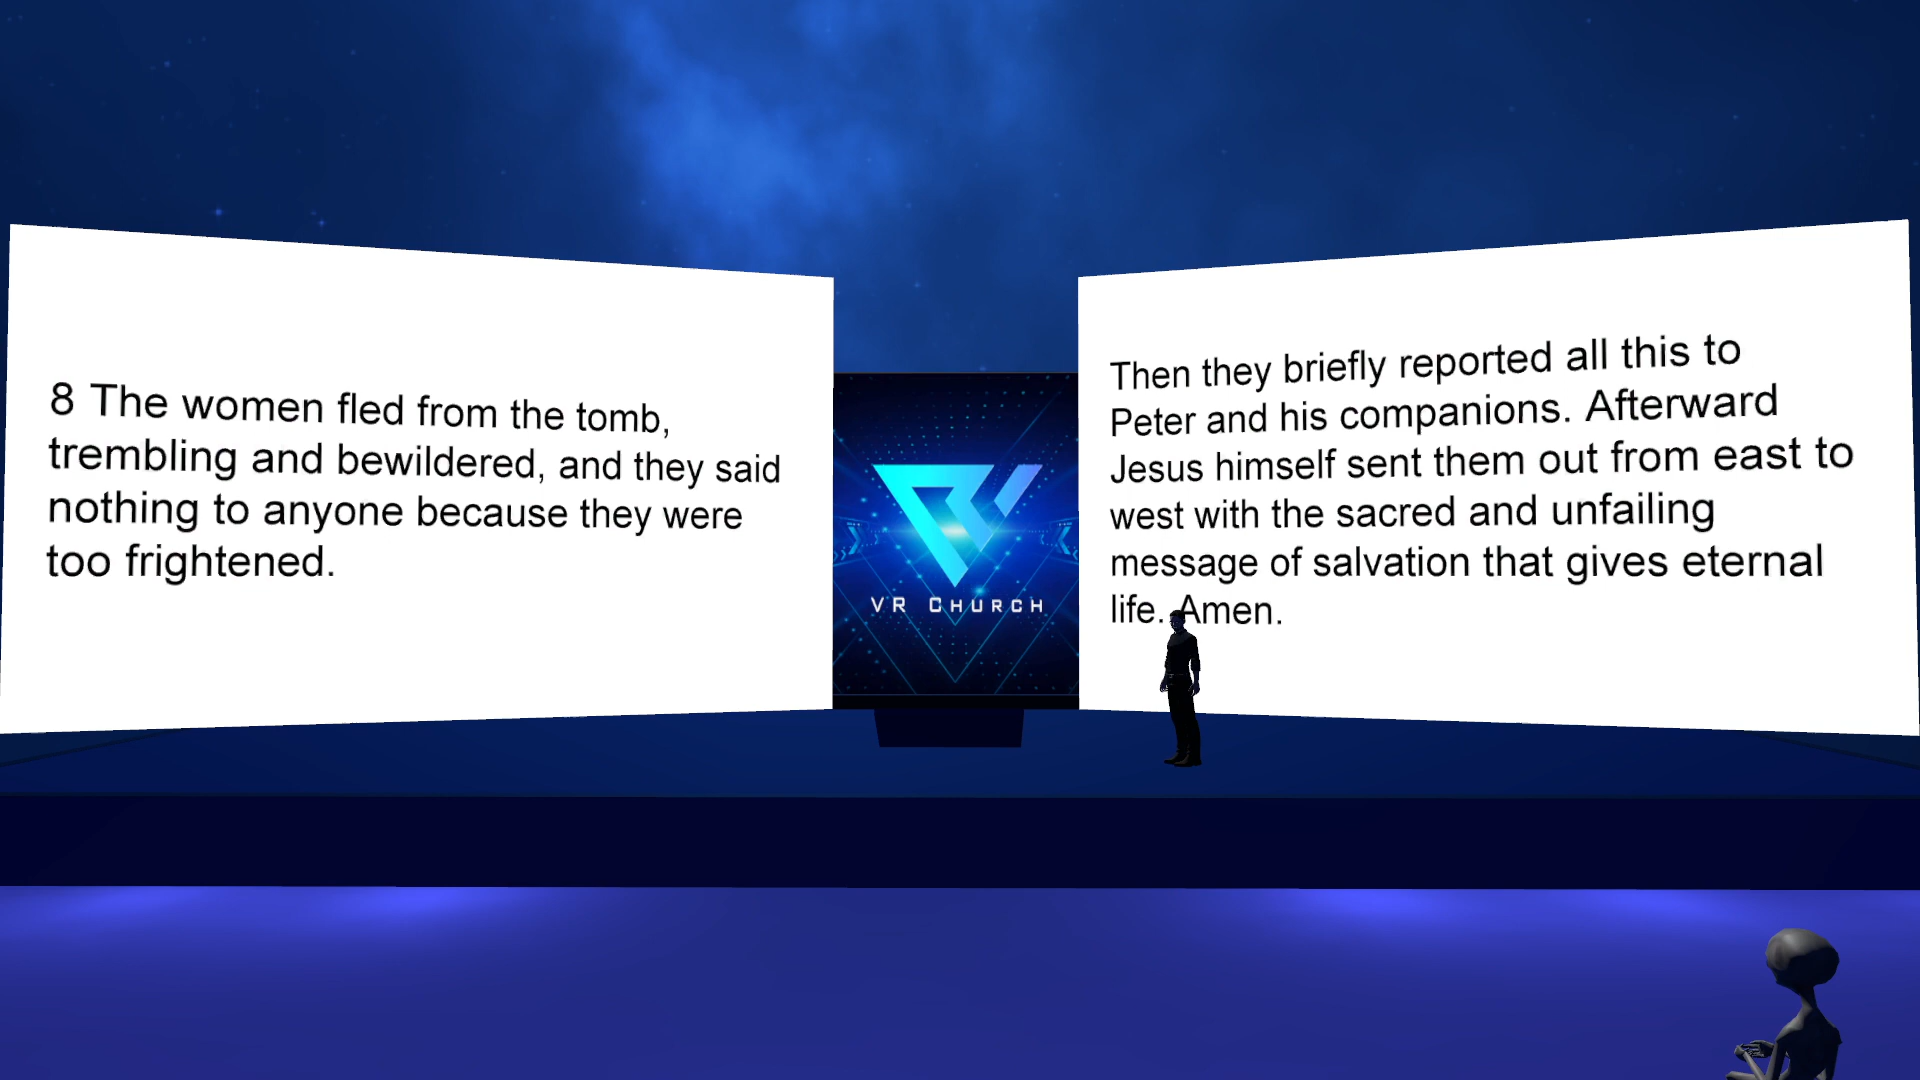 8 The women fled from the tomb,
trembling and bewildered, and they said
nothing to anyone because they were
too frightened.
VR CHURCH
Then they briefly reported all this to
Peter and his companions. Afterward
Jesus himself sent them out from east to
west with the sacred and unfailing
message of salvation that gives eternal
life. Amen.